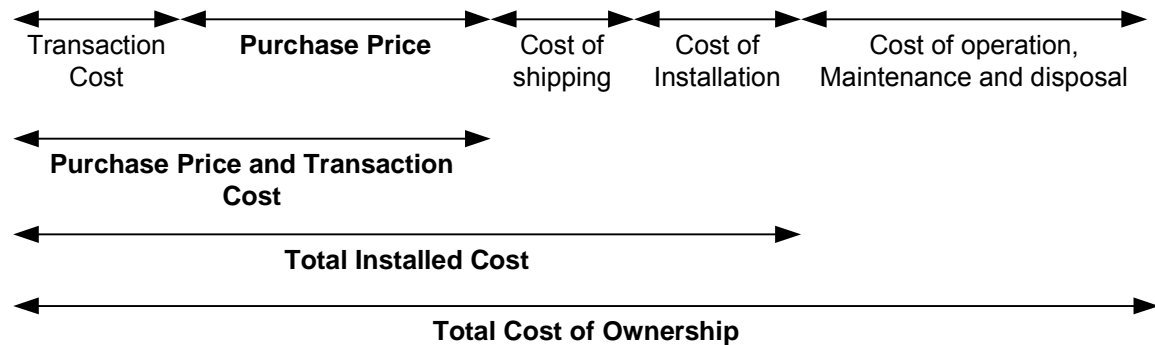 Transaction
Cost
Purchase Price
Cost of
shipping
Cost of
Installation
Cost of operation,
Maintenance and disposal
Purchase Price and Transaction
Cost
Total Installed Cost
Total Cost of Ownership